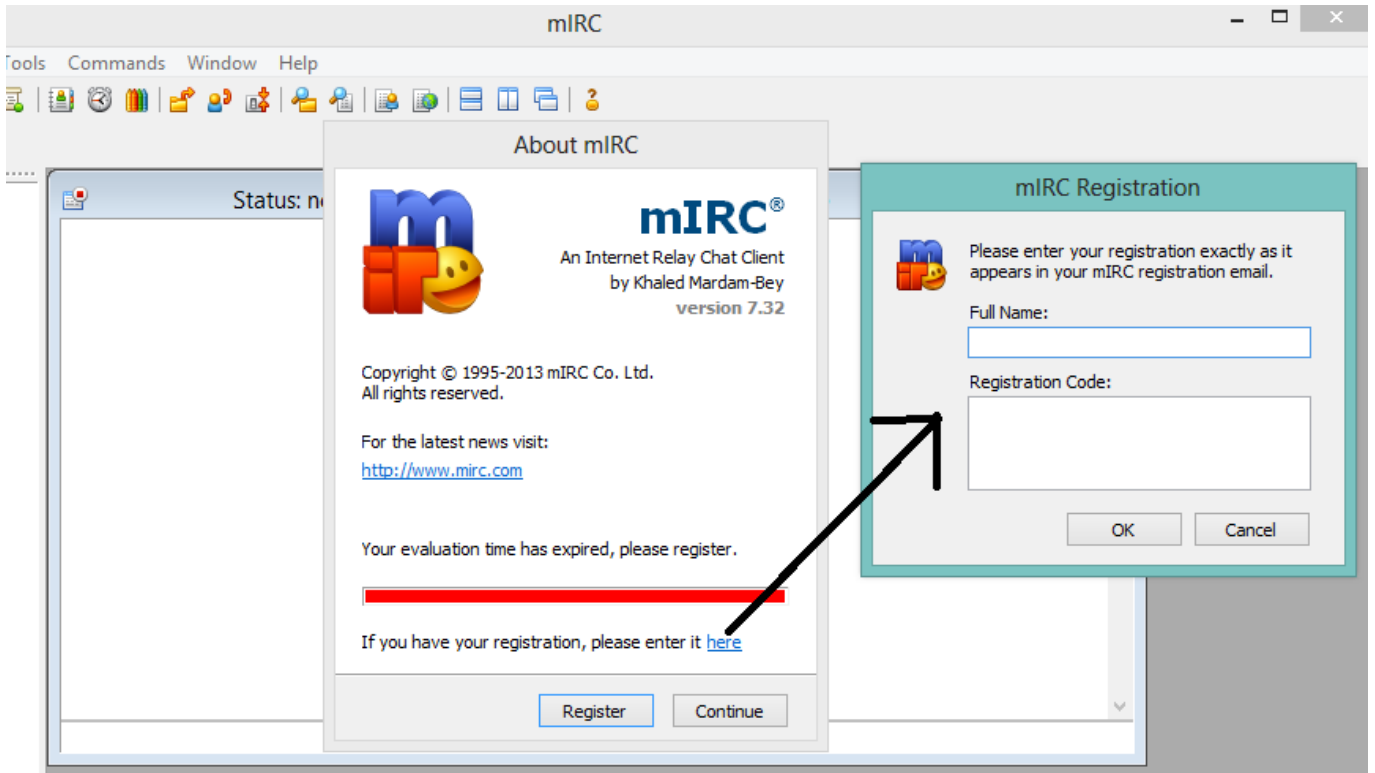 mIRC
Tools Commands Window Help
About mIRC
mIRC®
An Internet Relay Chat Client
by Khaled Mardam-Bey
version 7.32
Copyright © 1995-2013 mIRC Co. Ltd.
All rights reserved.
For the latest news visit:
http://www.mirc.com
Your evaluation time has expired, please register.
If you have your registration, please enter it here
Register Continue
Status:
mIRC Registration
Please enter your registration exactly as it
appears in your mIRC registration email.
Full Name:
Registration Code:
OK Cancel